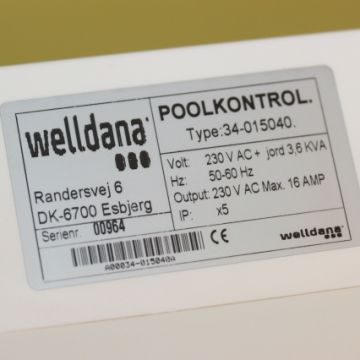 welldana
Randersvej 6
DK-6700 Esbjerg
Serienr. 00964
A00034-015040A
POOLKONTROL.
Type:34-015040.
Volt: 230 V AC + jord 3,6 KVA
Hz: 50-60 Hz
Output: 230 V AC Max. 16 AMP
IP: x5
CE
welldana